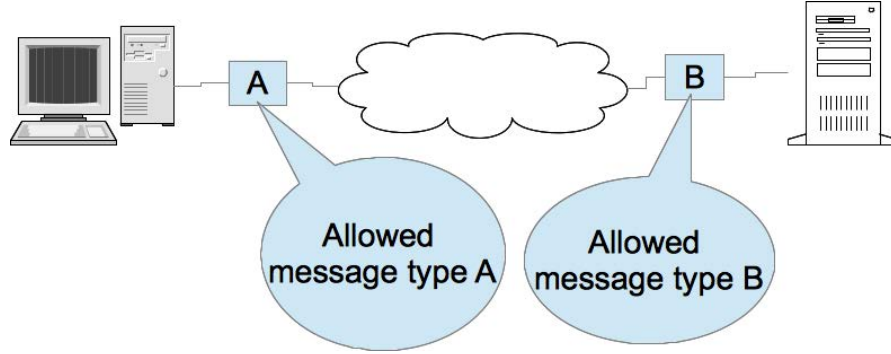 A
B
Allowed
message type A
Allowed
message type B